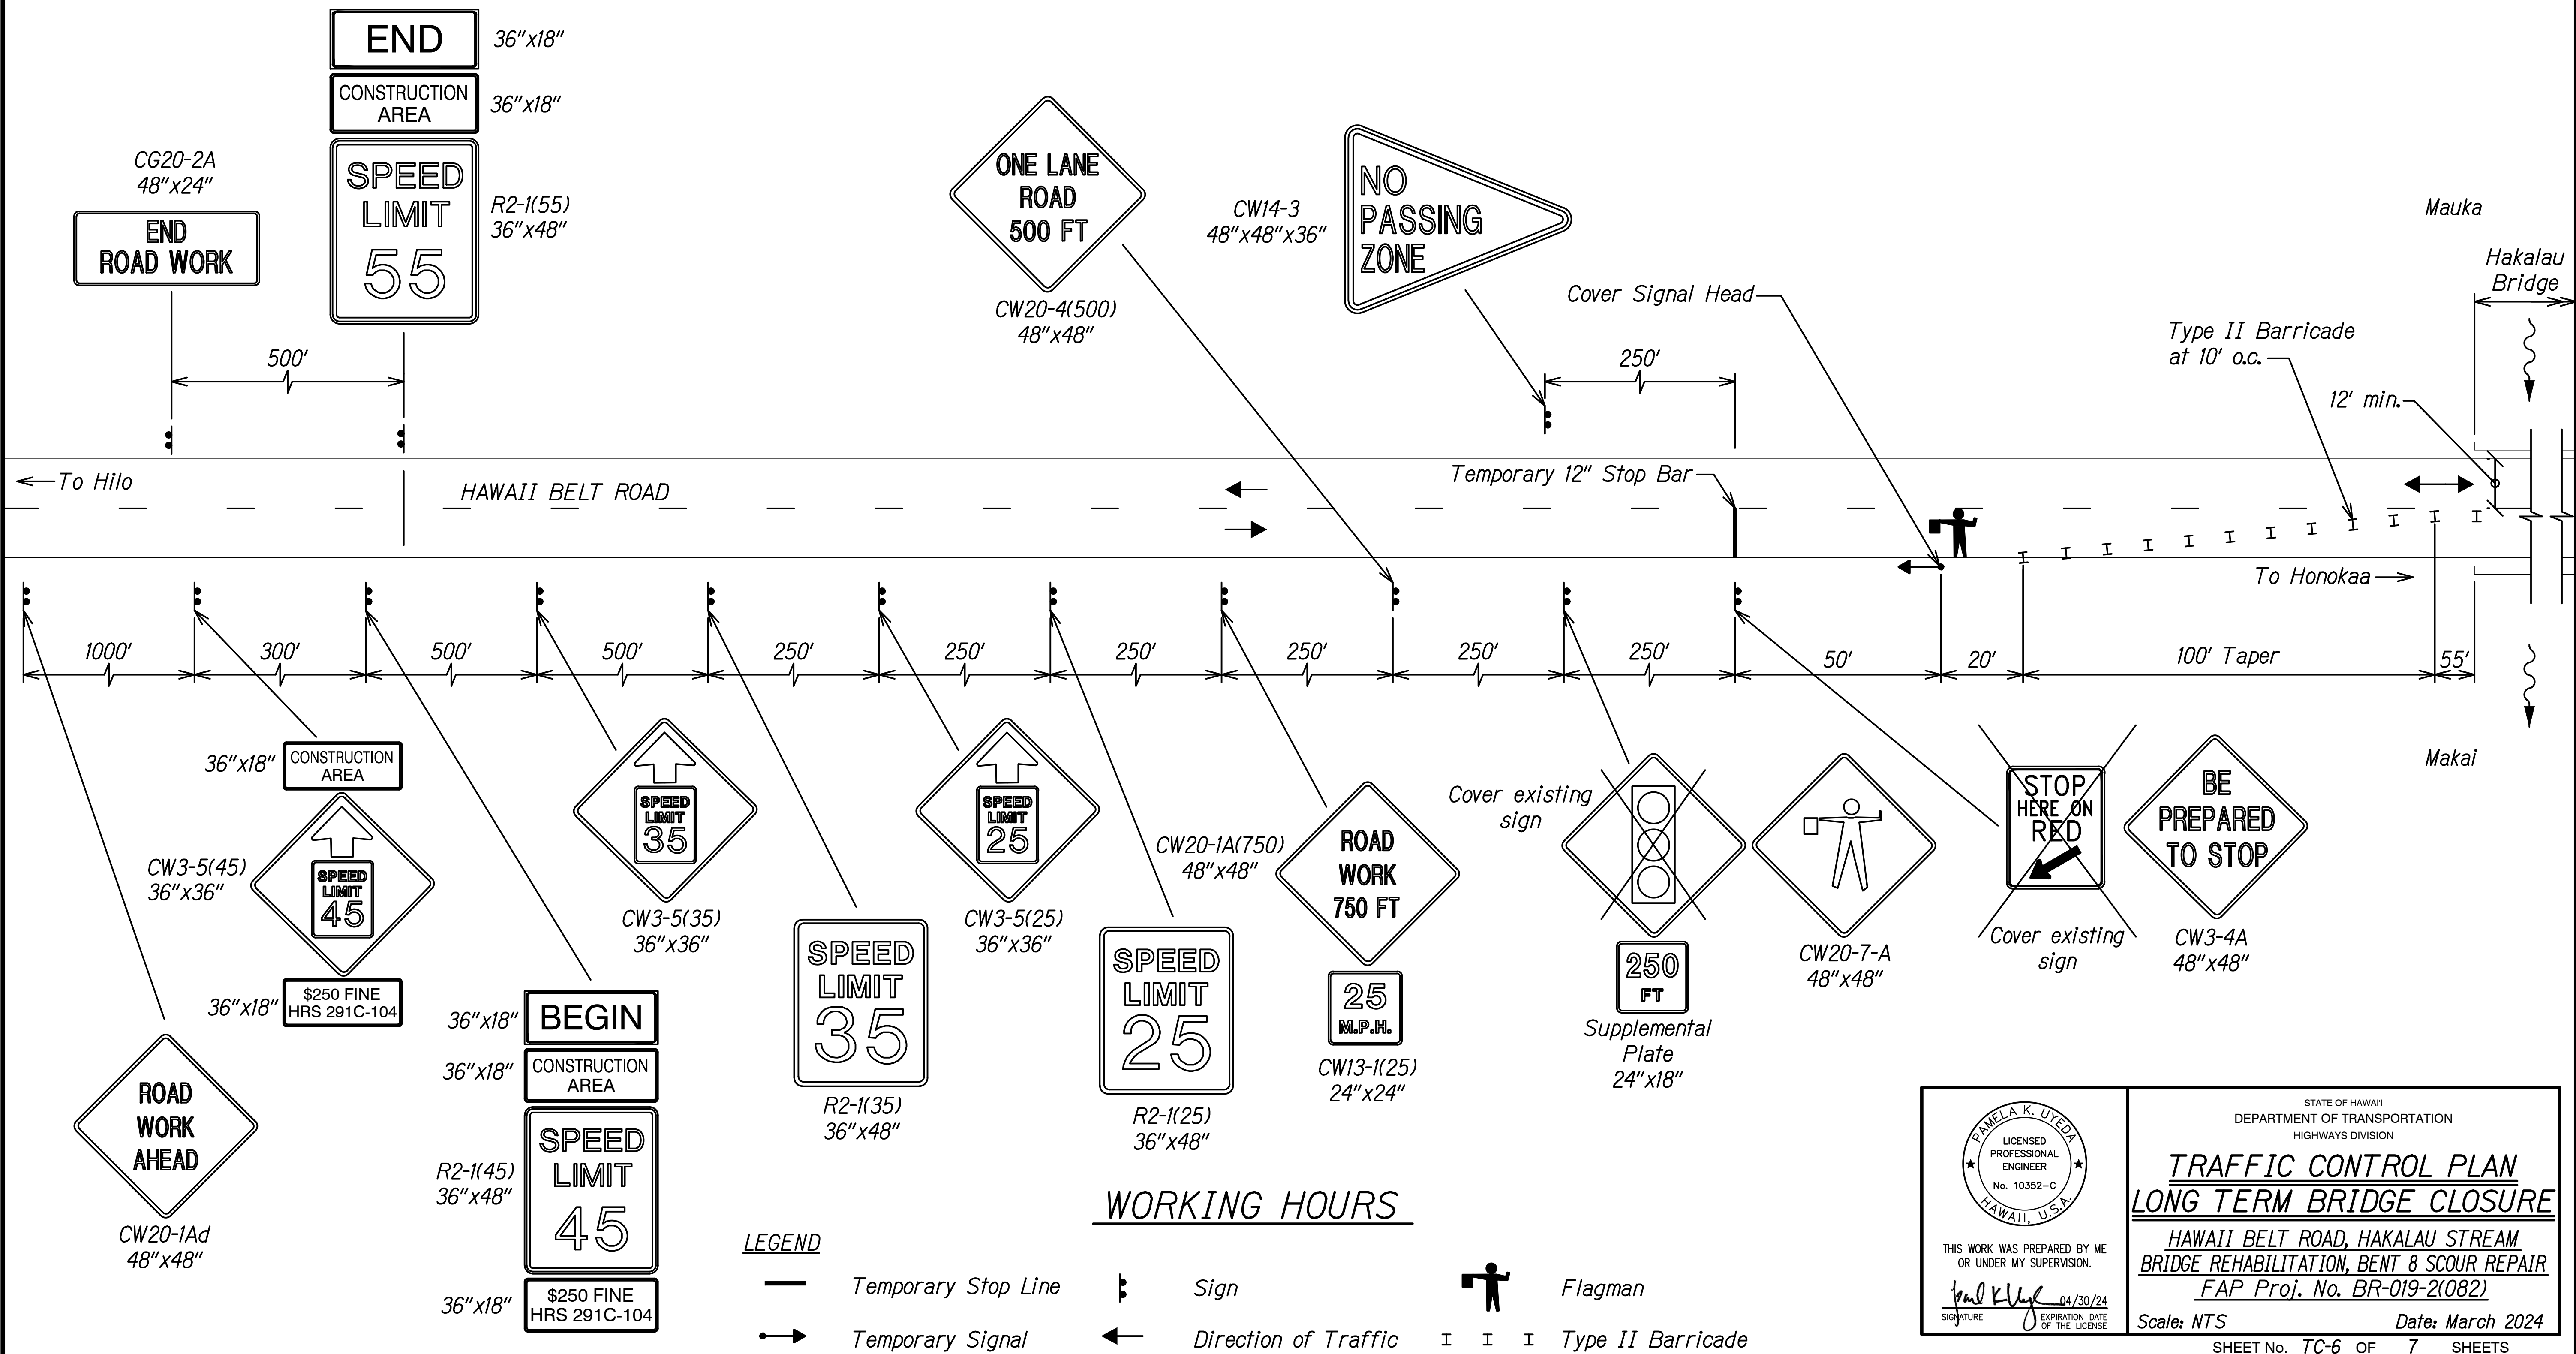 END
36"x18"
CONSTRUCTION
AREA
36"x18"
SPEED
LIMIT
55
R2-1(55)
36"x48"
CG20-2A
48"x24"
END
ROAD WORK
500'
ONE LANE
ROAD
500 FT
CW20-4(500)
48"x48"
NO
PASSING
ZONE
CW14-3
48"x48"x36"
Cover Signal Head
250'
Mauka
Hakalau
Bridge
Type II Barricade
at 10' o.c.
12' min.
To Hilo
HAWAII BELT ROAD
Temporary 12" Stop Bar
To Honokaa
1000'
300'
500'
500'
250'
250'
250'
250'
250'
250'
50'
20'
100' Taper
55'
Makai
36"x18"
CONSTRUCTION
AREA
CW3-5(45)
36"x36"
SPEED
LIMIT
45
36"x18"
$250 FINE
HRS 291C-104
ROAD
WORK
AHEAD
CW20-1Ad
48"x48"
36"x18"
BEGIN
36"x18"
CONSTRUCTION
AREA
R2-1(45)
36"x48"
SPEED
LIMIT
45
36"x18"
$250 FINE
HRS 291C-104
SPEED
LIMIT
35
CW3-5(35)
36"x36"
SPEED
LIMIT
35
R2-1(35)
36"x48"
SPEED
LIMIT
25
CW3-5(25)
36"x36"
SPEED
LIMIT
25
R2-1(25)
36"x48"
CW20-1A(750)
48"x48"
ROAD
WORK
750 FT
25
M.P.H.
CW13-1(25)
24"x24"
Cover existing
sign
250
FT
Supplemental
Plate
24"x18"
CW20-7-A
48"x48"
STOP
HERE ON
RED
Cover existing
sign
BE
PREPARED
TO STOP
CW3-4A
48"x48"
WORKING HOURS
LEGEND
Temporary Stop Line
Sign
Flagman
Temporary Signal
Direction of Traffic
Type II Barricade
PAMELA K. UYEDA
LICENSED
PROFESSIONAL
ENGINEER
No. 10352-C
HAWAII, U.S.A.
THIS WORK WAS PREPARED BY ME
OR UNDER MY SUPERVISION.
04/30/24
SIGNATURE
EXPIRATION DATE
OF THE LICENSE
STATE OF HAWAI'I
DEPARTMENT OF TRANSPORTATION
HIGHWAYS DIVISION
TRAFFIC CONTROL PLAN
LONG TERM BRIDGE CLOSURE
HAWAII BELT ROAD, HAKALAU STREAM
BRIDGE REHABILITATION, BENT 8 SCOUR REPAIR
FAP Proj. No. BR-019-2(082)
Scale: NTS
Date: March 2024
SHEET No. TC-6 OF 7 SHEETS